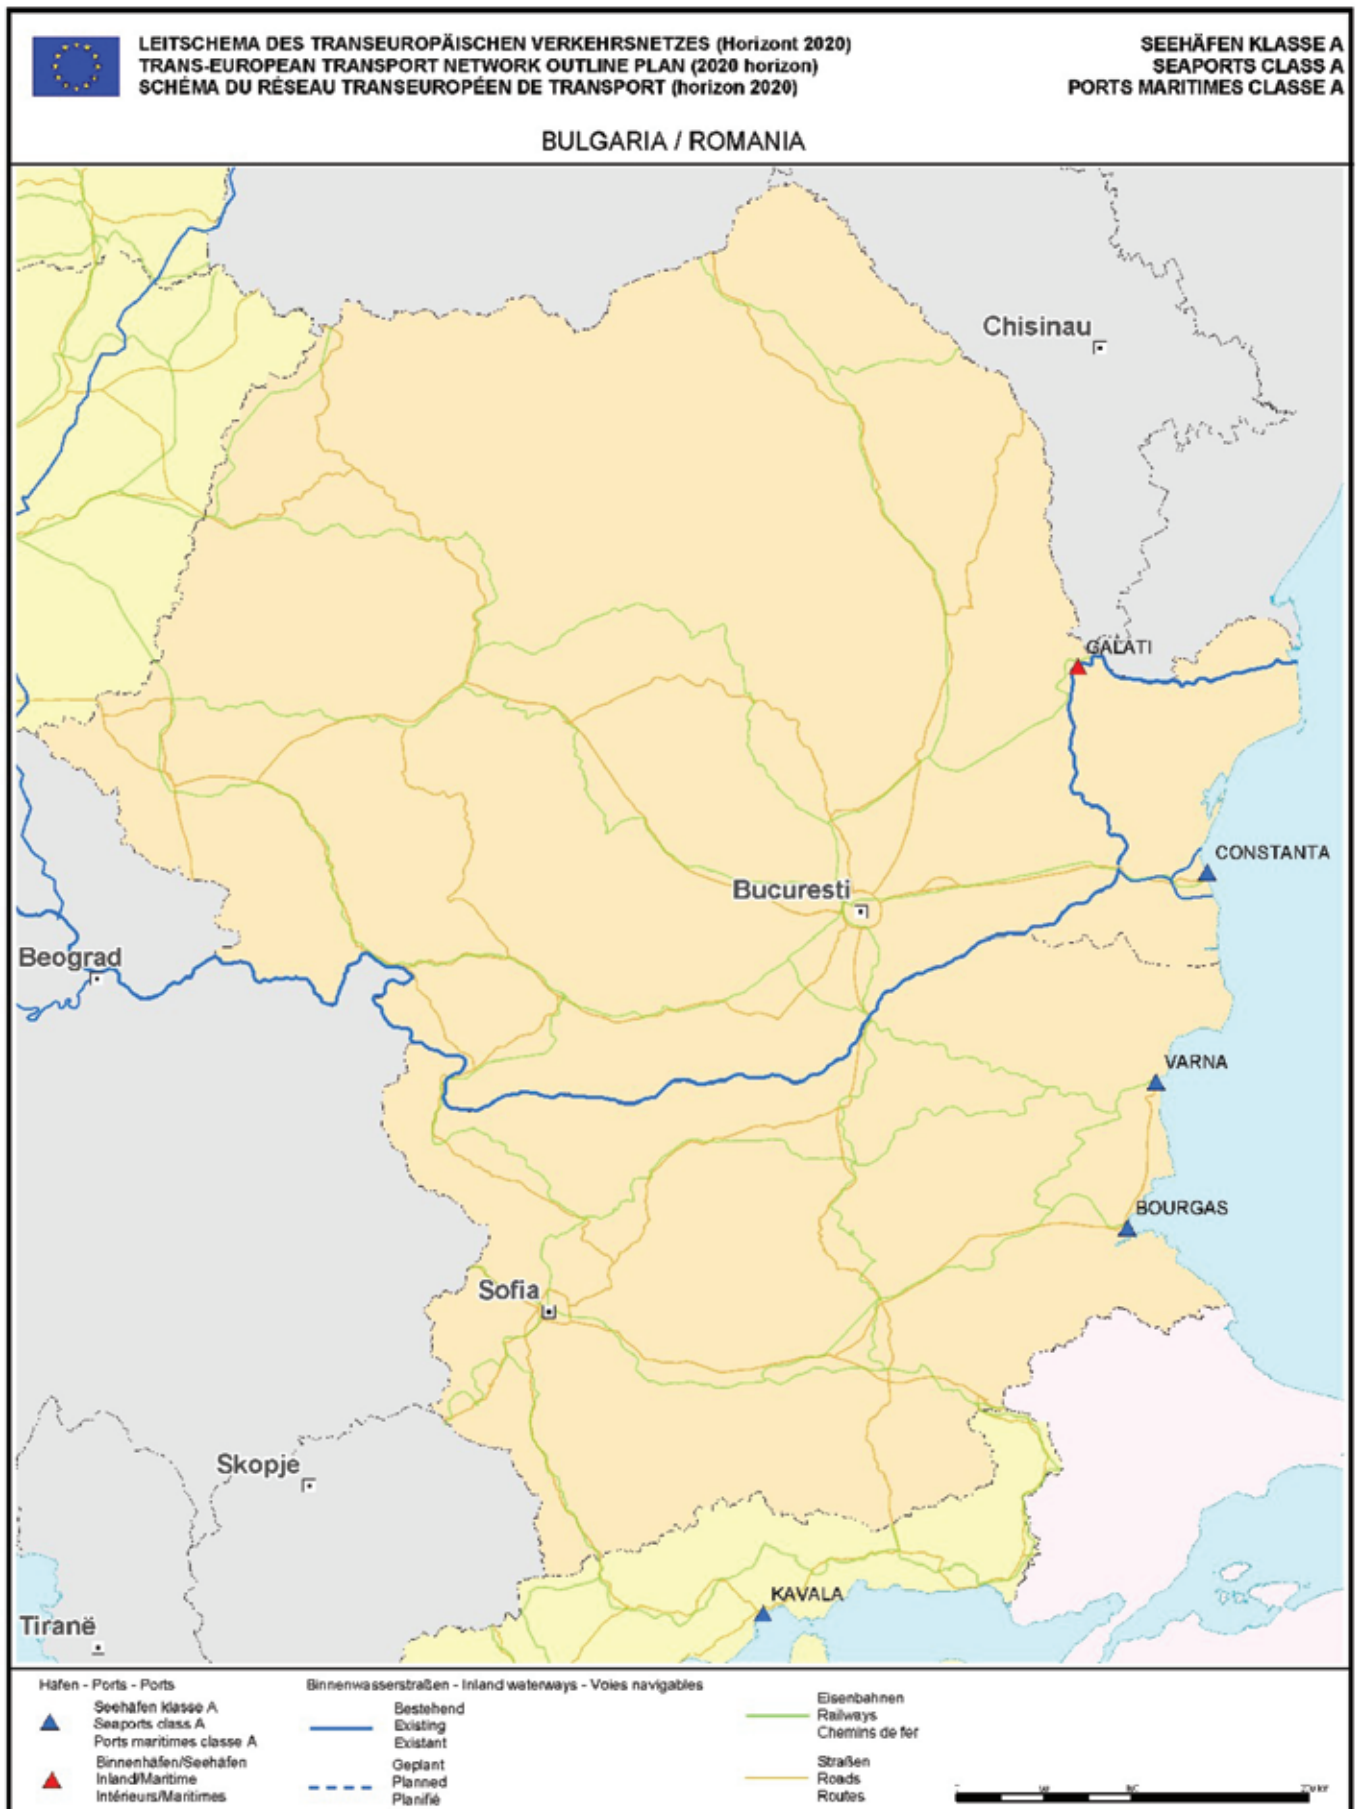 LEITSCHEMA DES TRANSEUROPÄISCHEN VERKEHRSNETZES (Horizont 2020)
TRANS-EUROPEAN TRANSPORT NETWORK OUTLINE PLAN (2020 horizon)
SCHÉMA DU RÉSEAU TRANSEUROPÉEN DE TRANSPORT (horizon 2020)
SEEHÄFEN KLASSE A
SEAPORTS CLASS A
PORTS MARITIMES CLASSE A
BULGARIA / ROMANIA
Chisinau
GALATI
CONSTANTA
Bucuresti
Beograd
VARNA
BOURGAS
Sofia
Skopje
KAVALA
Tiranë
Häfen - Ports - Ports
Seehäfen klasse A
Seaports class A
Ports maritimes classe A
Binnenhäfen/Seehäfen
Inland/Maritime
Intérieurs/Maritimes
Binnenwasserstraßen - Inland waterways - Voies navigables
Bestehend
Existing
Existant
Geplant
Planned
Planifié
Eisenbahnen
Railways
Chemins de fer
Straßen
Roads
Routes